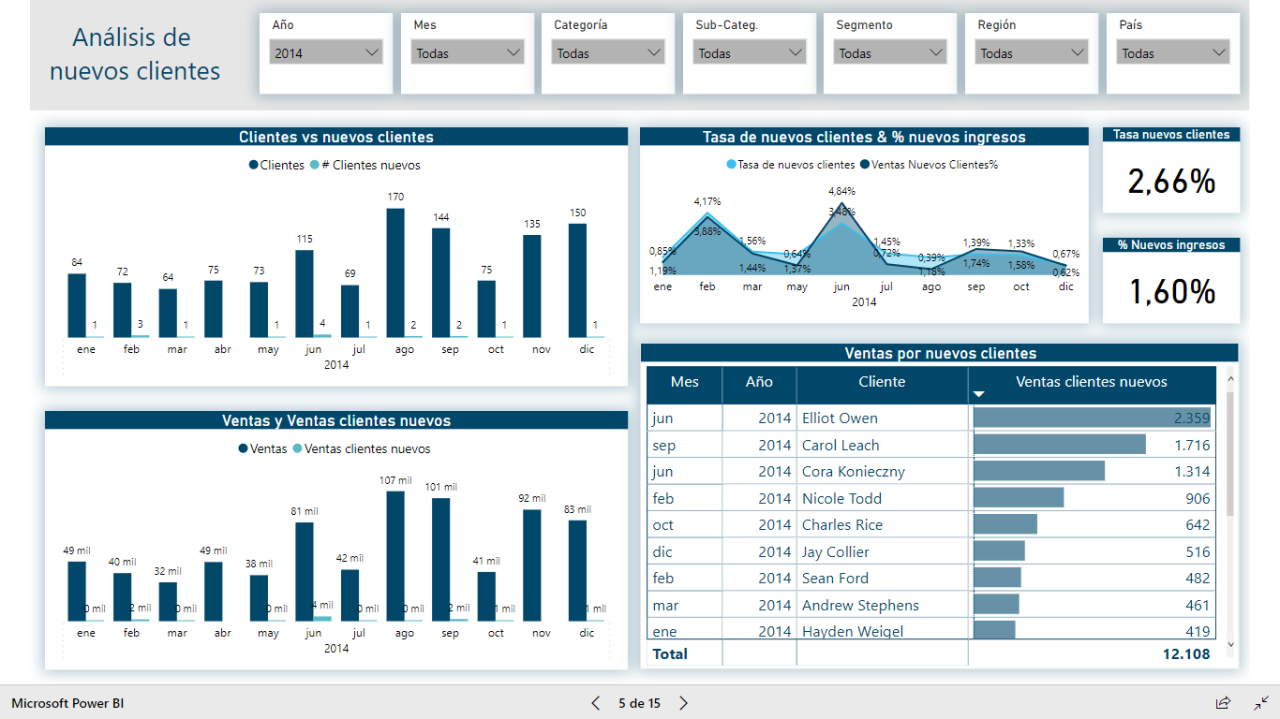 Análisis de
nuevos clientes
Año
2014
Mes
Todas
Categoría
Todas
Sub-Categ.
Todas
Segmento
Todas
Región
Todas
País
Todas
Clientes vs nuevos clientes
Clientes # Clientes nuevos
84 72 64 75 73 115 69 170 144 75 135 150
1 3 1 1 4 1 2 2 1 1
ene feb mar abr may jun jul ago sep oct nov dic
2014
Tasa de nuevos clientes & % nuevos ingresos
Tasa de nuevos clientes Ventas Nuevos Clientes%
0,85% 4,17% 1,56% 0,64% 4,84% 1,45% 0,39% 1,39% 1,33% 0,67%
1,19% 3,88% 1,44% 1,37% 3,48% 0,72% 1,18% 1,74% 1,58% 0,62%
ene feb mar may jun jul ago sep oct dic
2014
Tasa nuevos clientes
2,66%
% Nuevos ingresos
1,60%
Ventas y Ventas clientes nuevos
Ventas Ventas clientes nuevos
49 mil 40 mil 32 mil 49 mil 38 mil 81 mil 42 mil 107 mil 101 mil 41 mil 92 mil 83 mil
0 mil 2 mil 0 mil 0 mil 4 mil 0 mil 0 mil 2 mil 1 mil 1 mil
ene feb mar abr may jun jul ago sep oct nov dic
2014
Ventas por nuevos clientes
Mes Año Cliente Ventas clientes nuevos
jun 2014 Elliot Owen 2.359
sep 2014 Carol Leach 1.716
jun 2014 Cora Konieczny 1.314
feb 2014 Nicole Todd 906
oct 2014 Charles Rice 642
dic 2014 Jay Collier 516
feb 2014 Sean Ford 482
mar 2014 Andrew Stephens 461
ene 2014 Hayden Weigel 419
Total 12.108
Microsoft Power BI
5 de 15